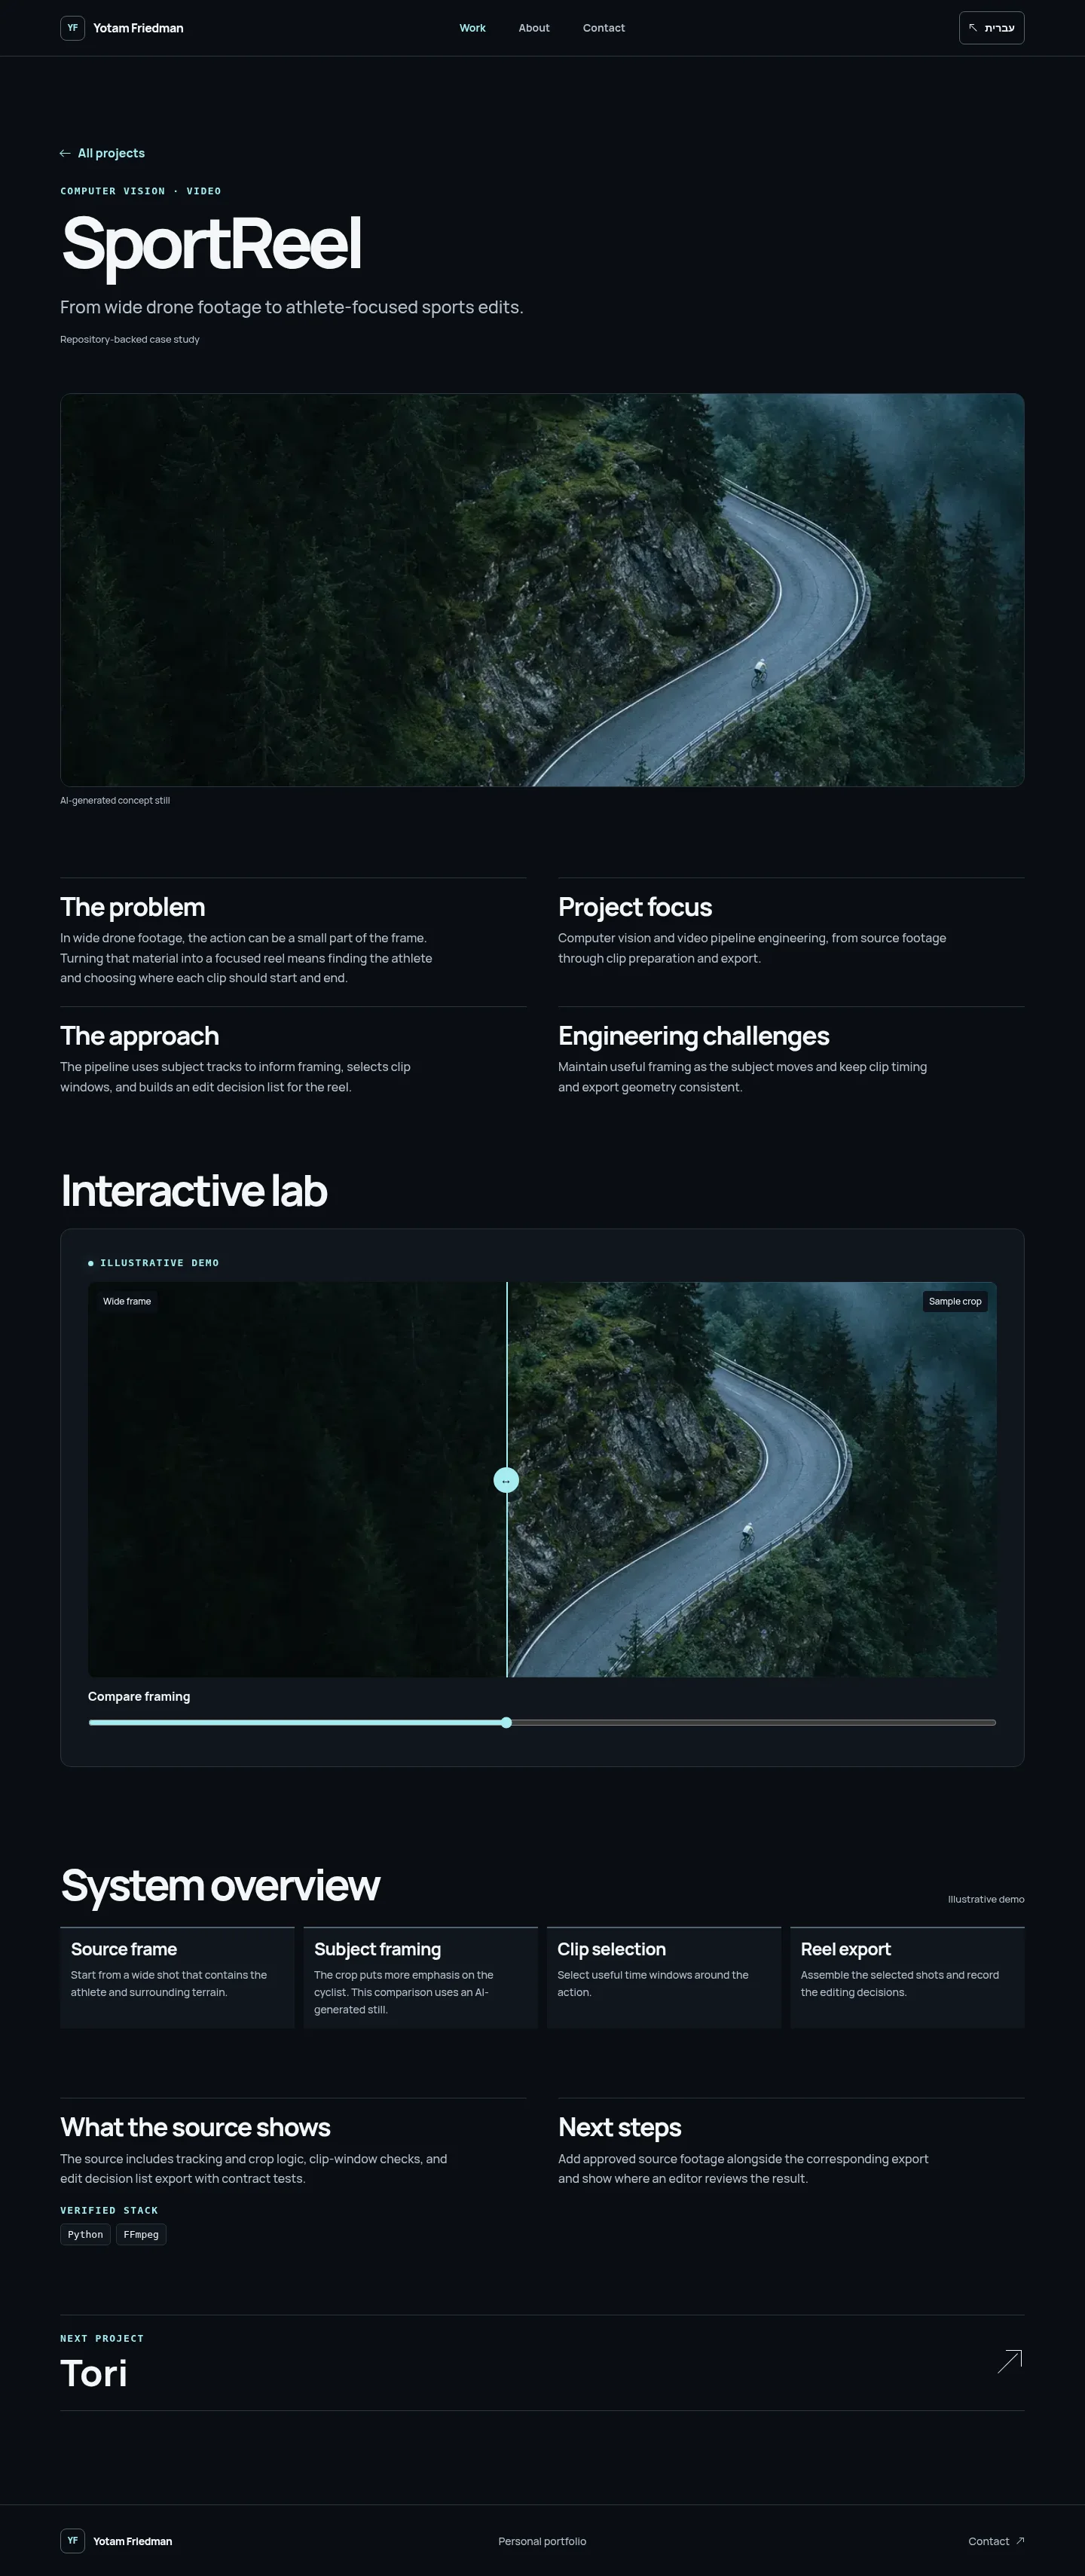 YF Yotam Friedman
Work About Contact
עברית
← All projects
COMPUTER VISION · VIDEO
SportReel
From wide drone footage to athlete-focused sports edits.
Repository-backed case study
AI-generated concept still
The problem
In wide drone footage, the action can be a small part of the frame.
Turning that material into a focused reel means finding the athlete
and choosing where each clip should start and end.
Project focus
Computer vision and video pipeline engineering, from source footage
through clip preparation and export.
The approach
The pipeline uses subject tracks to inform framing, selects clip
windows, and builds an edit decision list for the reel.
Engineering challenges
Maintain useful framing as the subject moves and keep clip timing
and export geometry consistent.
Interactive lab
ILLUSTRATIVE DEMO
Wide frame
Sample crop
Compare framing
System overview
Illustrative demo
Source frame
Start from a wide shot that contains the
athlete and surrounding terrain.
Subject framing
The crop puts more emphasis on the
cyclist. This comparison uses an AI-
generated still.
Clip selection
Select useful time windows around the
action.
Reel export
Assemble the selected shots and record
the editing decisions.
What the source shows
The source includes tracking and crop logic, clip-window checks, and
edit decision list export with contract tests.
VERIFIED STACK
Python FFmpeg
Next steps
Add approved source footage alongside the corresponding export
and show where an editor reviews the result.
NEXT PROJECT
Tori
YF Yotam Friedman
Personal portfolio
Contact ↗